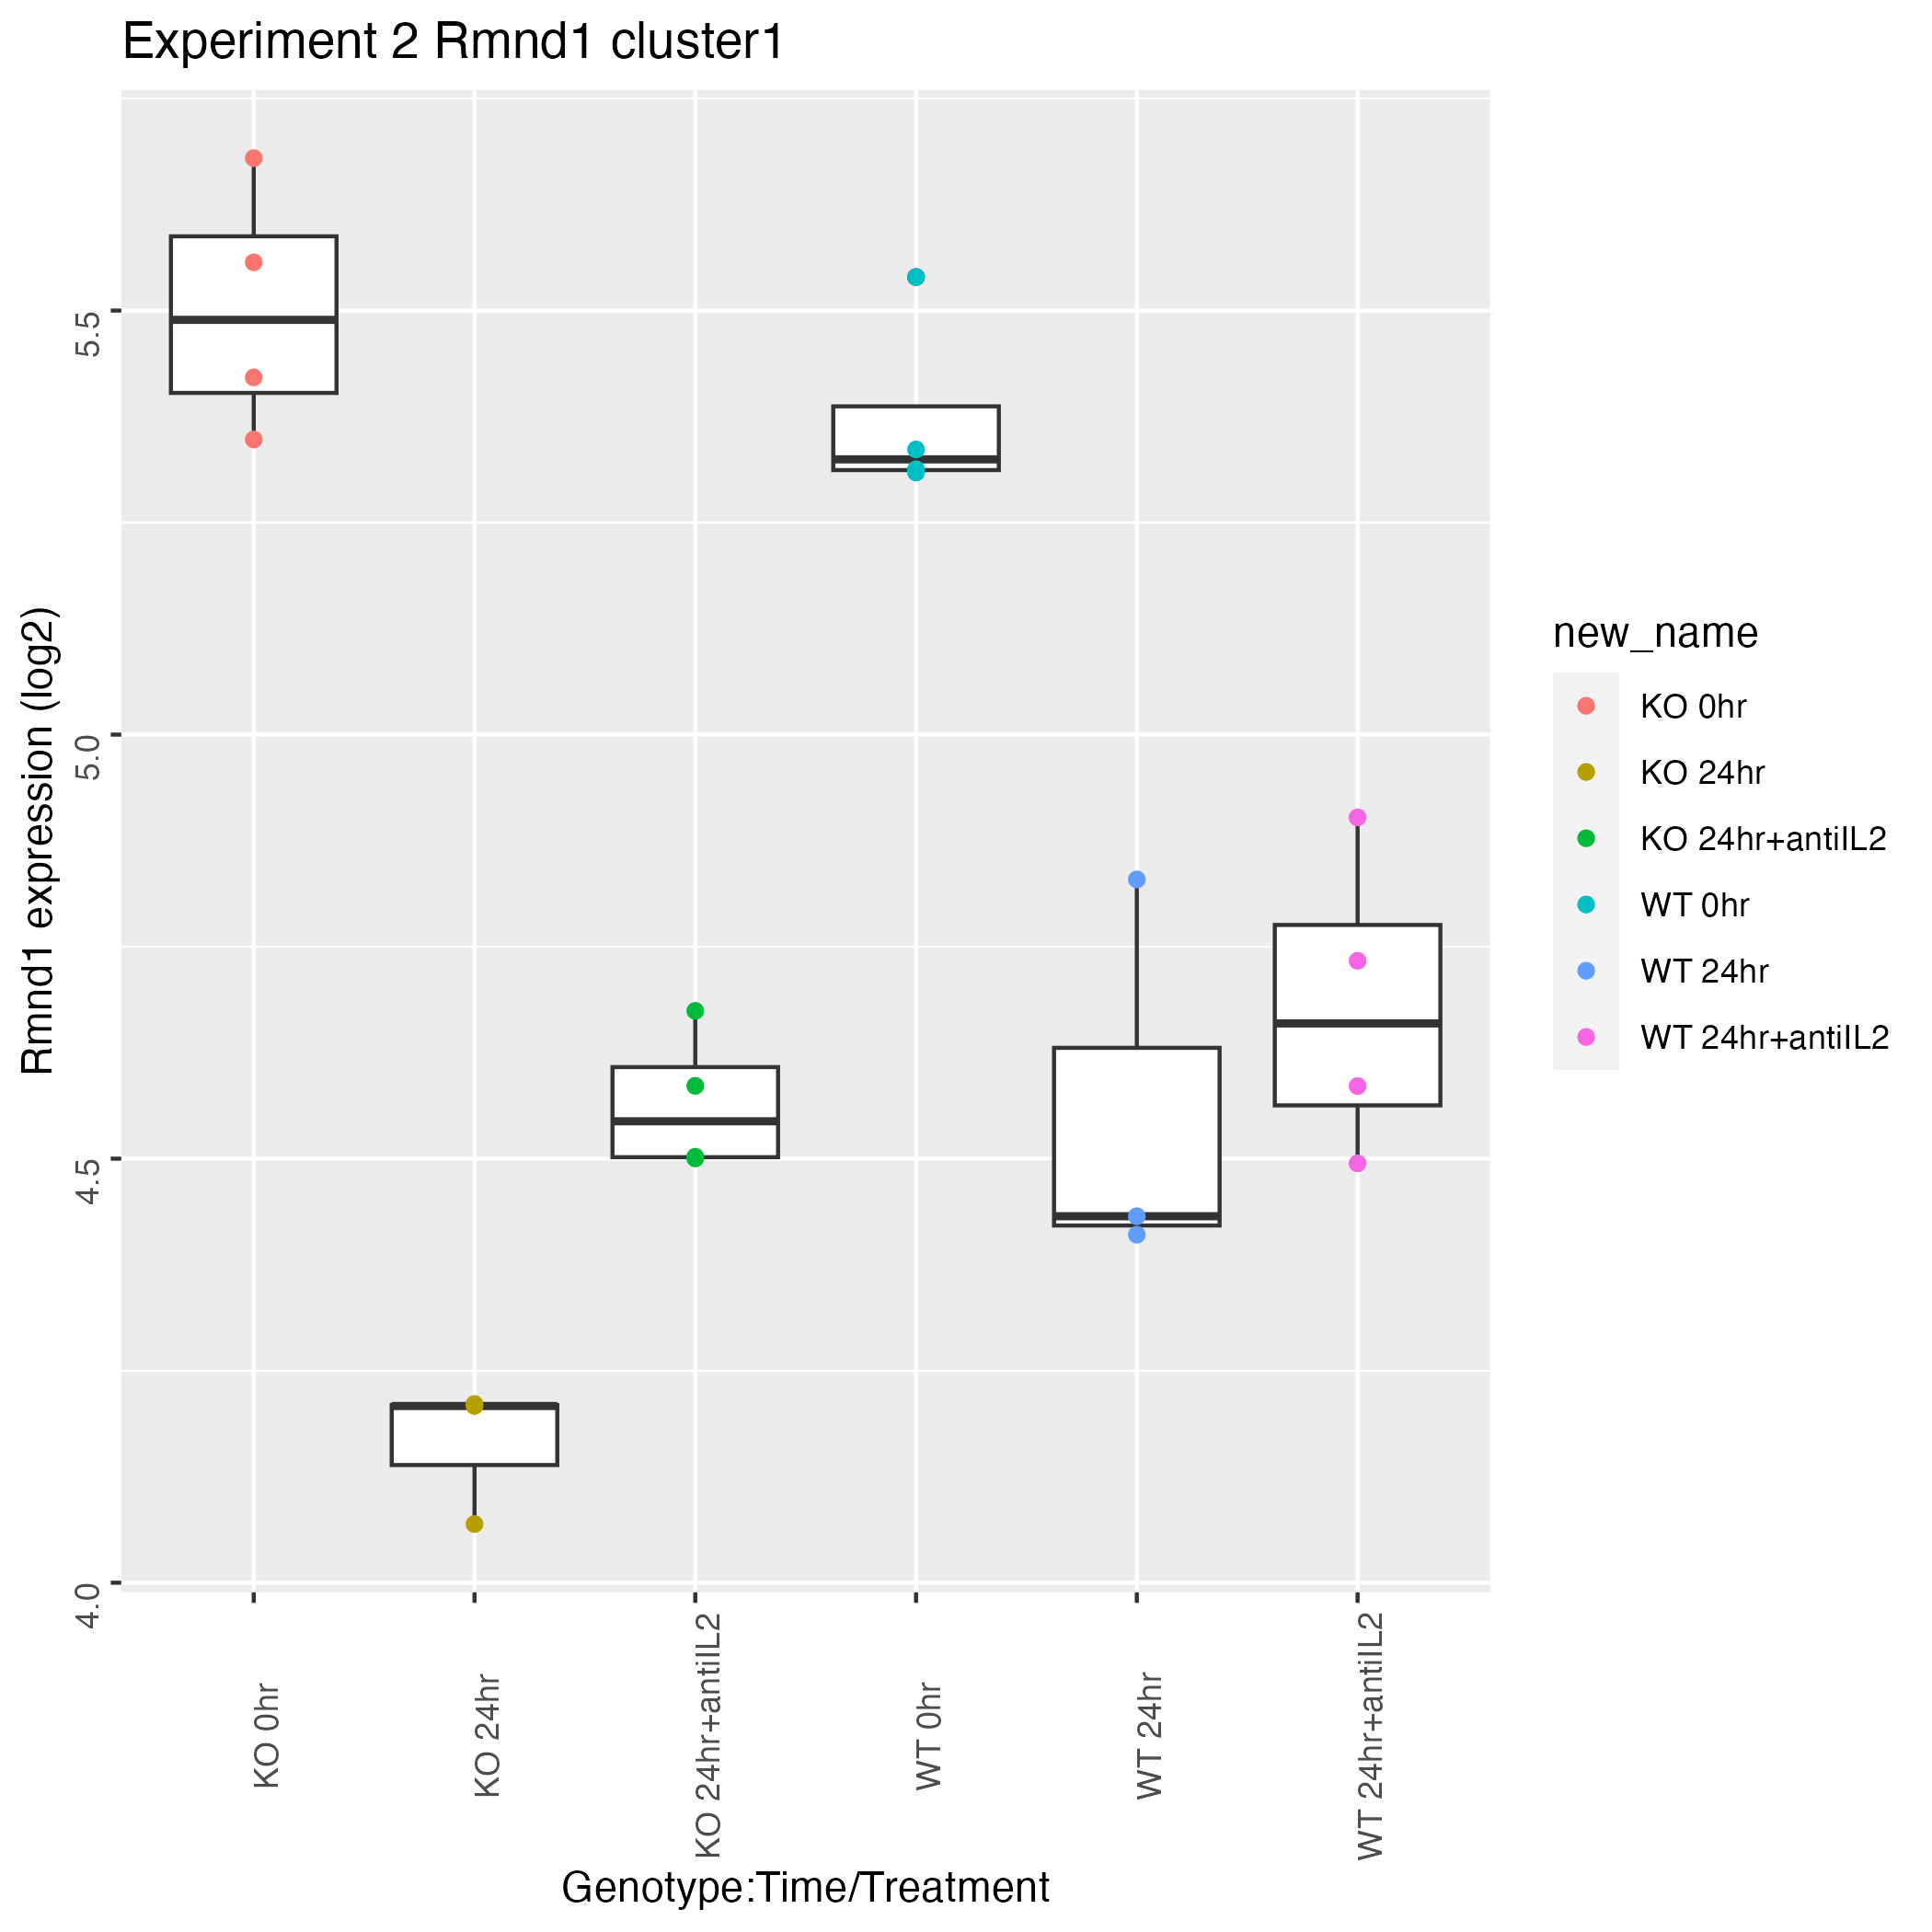 Experiment 2 Rmnd1 cluster1
Rmnd1 expression (log2)
5.5
5.0
4.5
4.0
KO 0hr
KO 24hr
KO 24hr+antiIL2
WT 0hr
WT 24hr
WT 24hr+antiIL2
Genotype:Time/Treatment
new_name
KO 0hr
KO 24hr
KO 24hr+antiIL2
WT 0hr
WT 24hr
WT 24hr+antiIL2